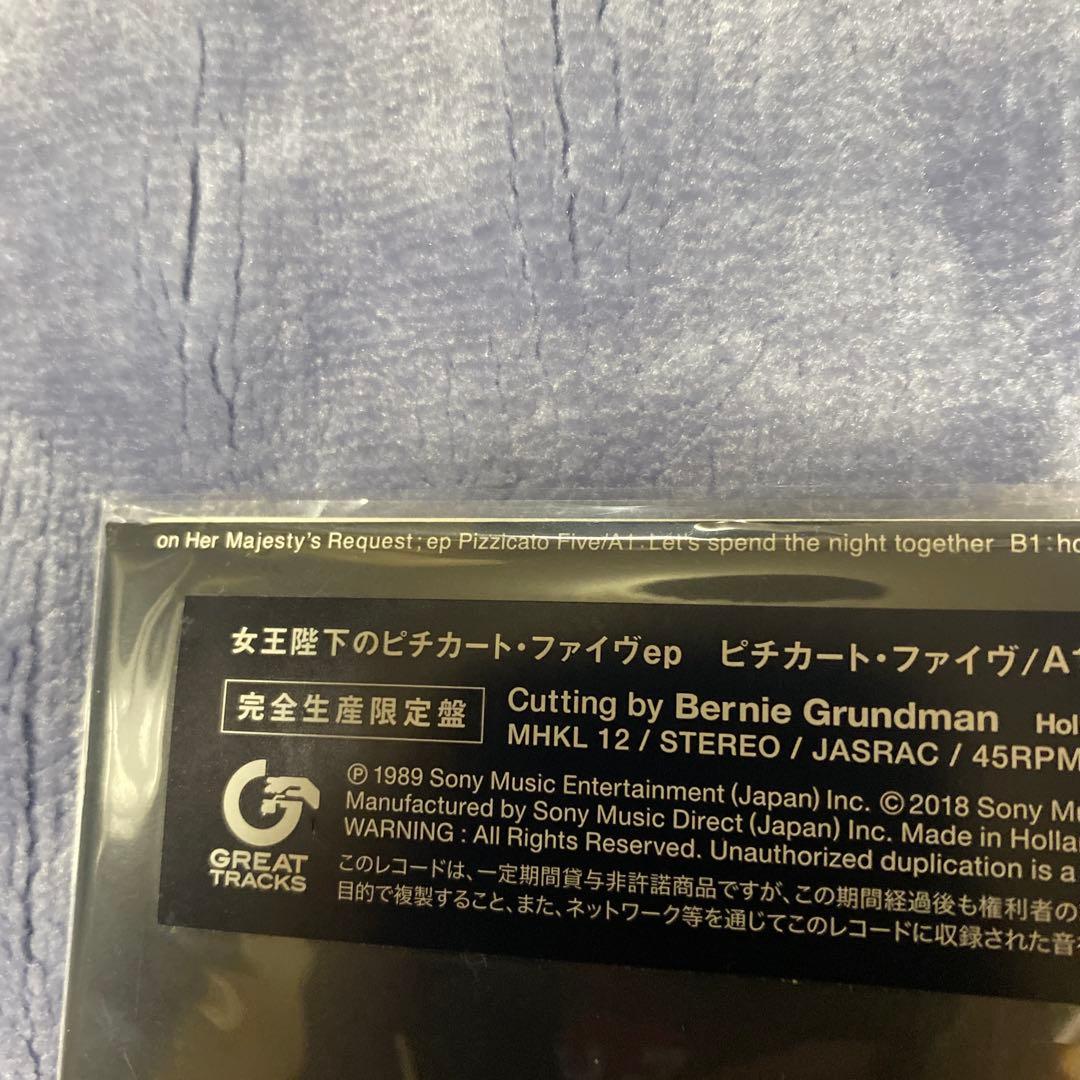 on Her Majesty's Request ; ep Pizzicato Five/A1 : Let's spend the night together B1 : ho
女王陛下のピチカート・ファイヴep ピチカート・ファイヴ/A1
完全生産限定盤
Cutting by Bernie Grundman Hol
MHKL 12 / STEREO / JASRAC / 45RPM
Ⓟ 1989 Sony Music Entertainment (Japan) Inc. © 2018 Sony Mu
Manufactured by Sony Music Direct (Japan) Inc. Made in Hollan
WARNING : All Rights Reserved. Unauthorized duplication is a
GREAT
TRACKS
このレコードは、一定期間貸与非許諾商品ですが、この期間経過後も権利者の
目的で複製すること、また、ネットワーク等を通じてこのレコードに収録された音